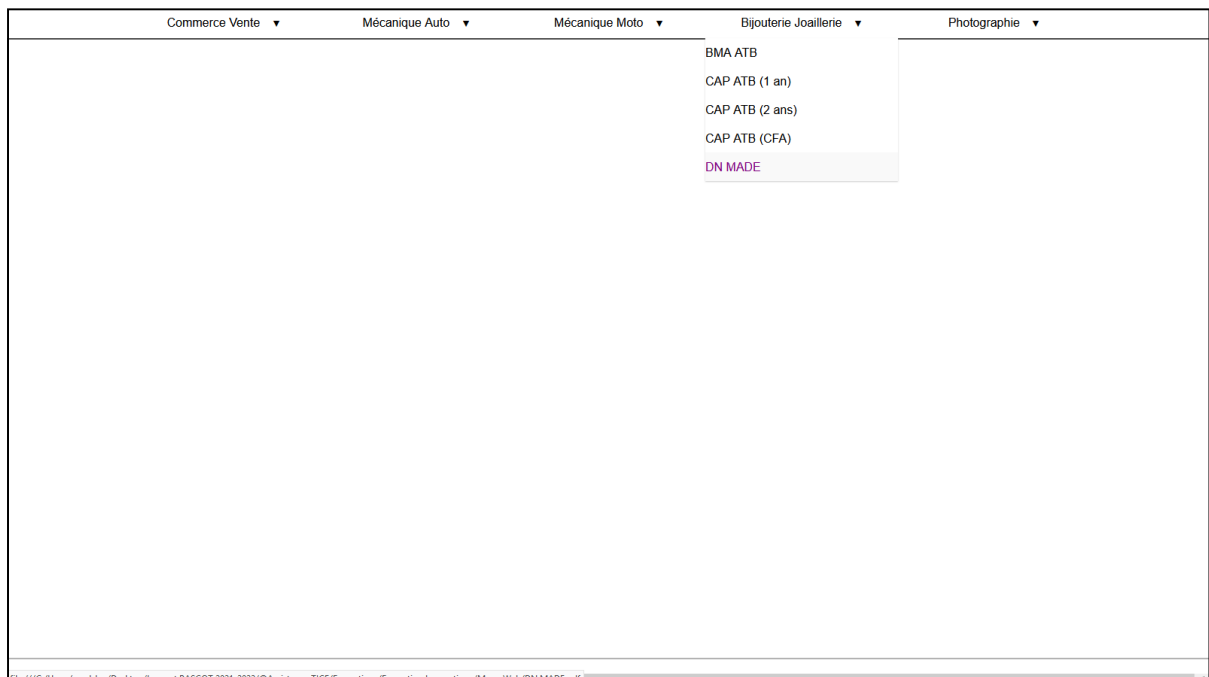 Commerce Vente ▼ Mécanique Auto ▼ Mécanique Moto ▼ Bijouterie Joaillerie ▼ Photographie ▼
BMA ATB
CAP ATB (1 an)
CAP ATB (2 ans)
CAP ATB (CFA)
DN MADE